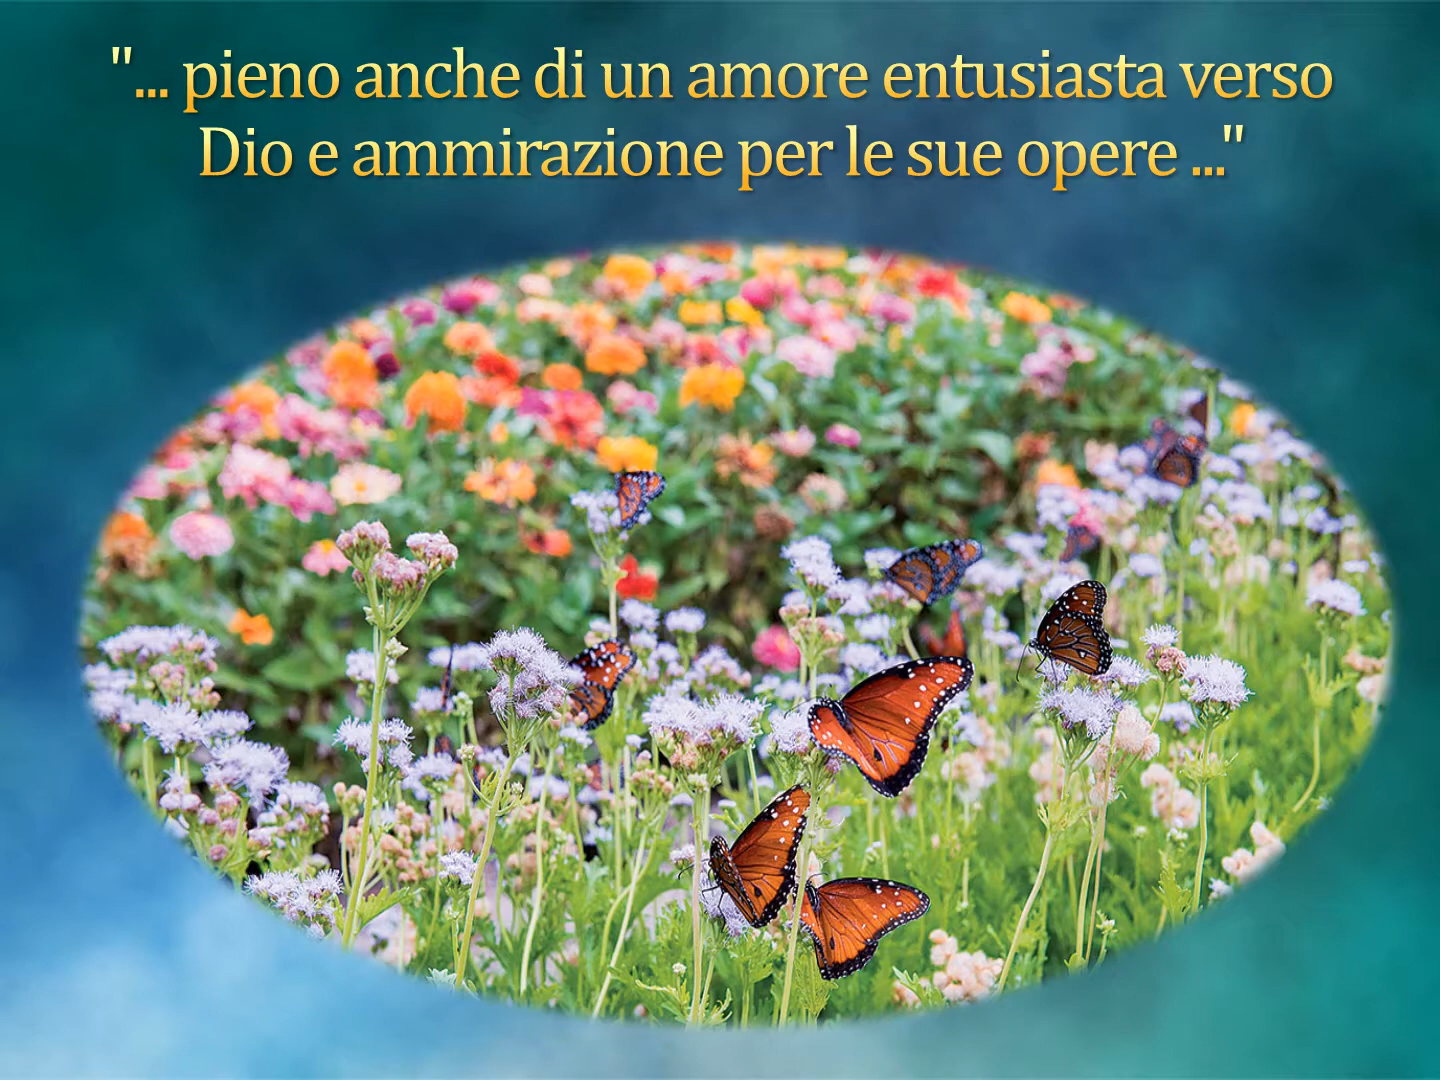 "... pieno anche di un amore entusiasta verso
Dio e ammirazione per le sue opere ..."